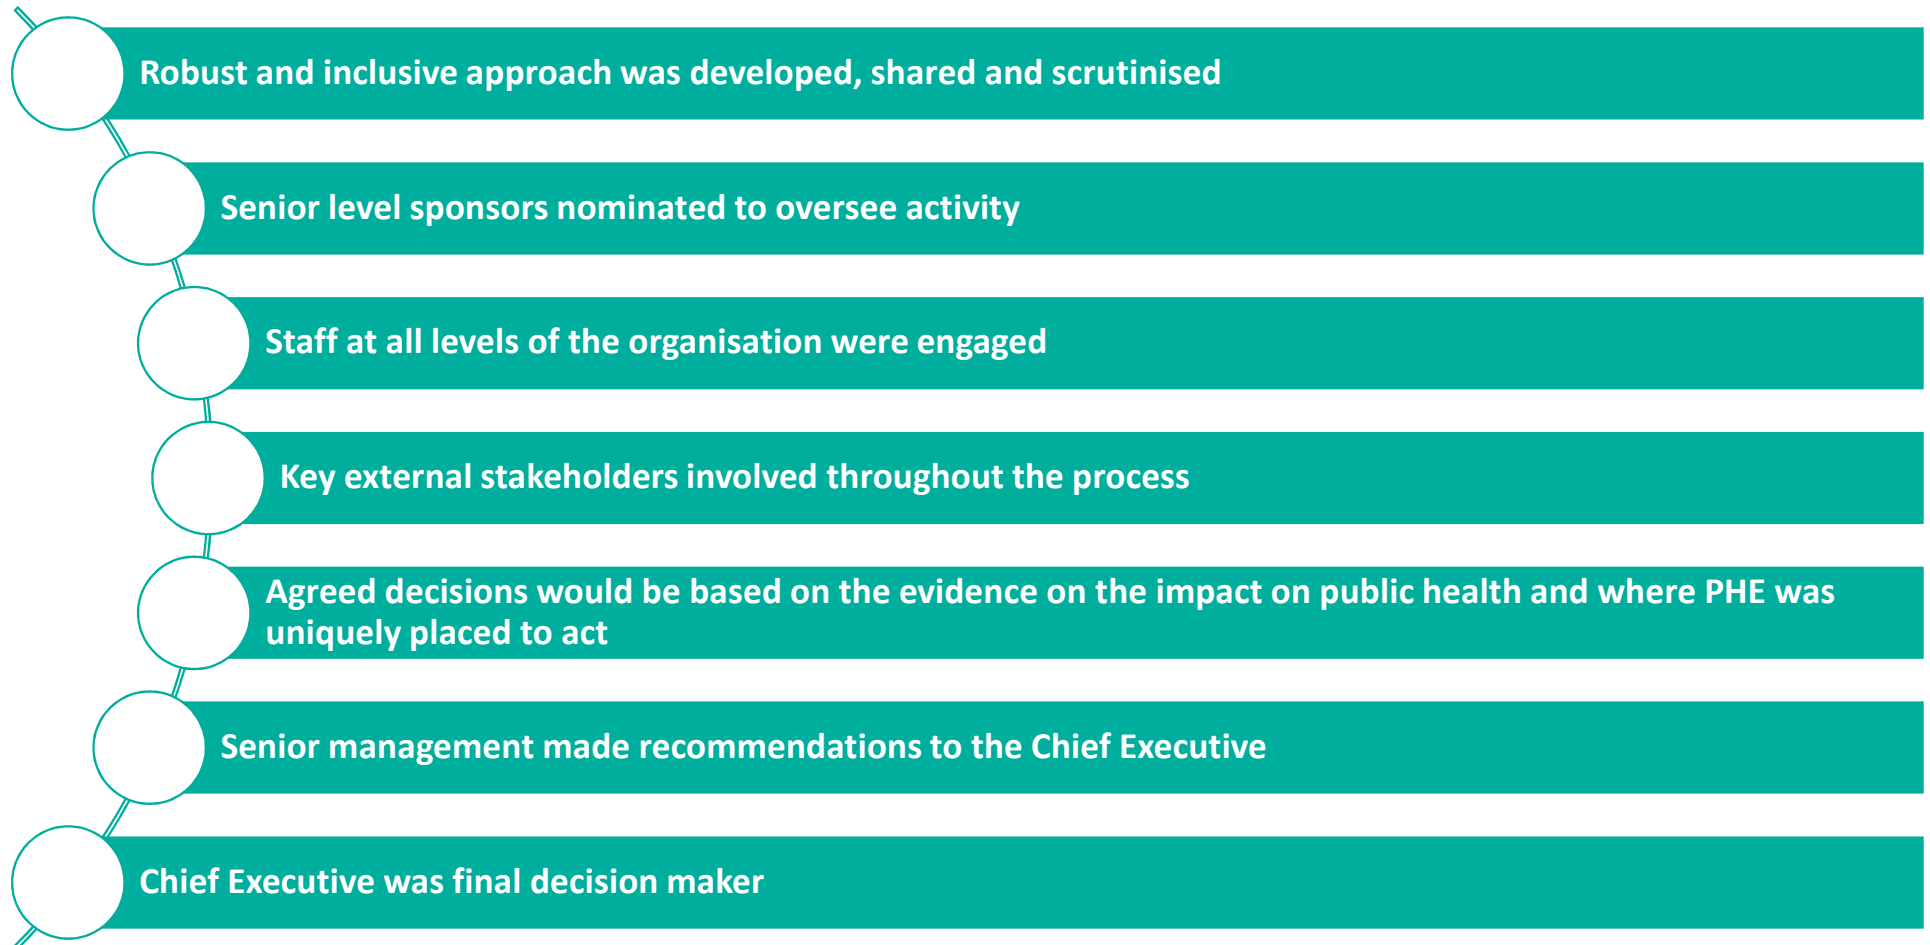 Robust and inclusive approach was developed, shared and scrutinised
Senior level sponsors nominated to oversee activity
Staff at all levels of the organisation were engaged
Key external stakeholders involved throughout the process
Agreed decisions would be based on the evidence on the impact on public health and where PHE was
uniquely placed to act
Senior management made recommendations to the Chief Executive
Chief Executive was final decision maker